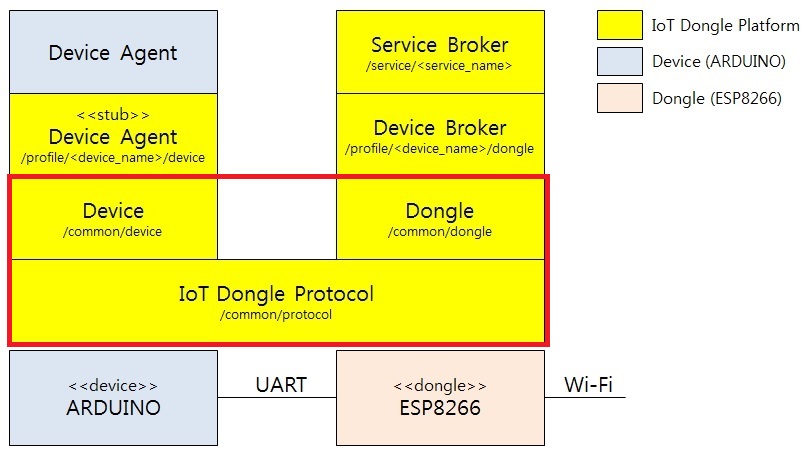 Device Agent
<<stub>>
Device Agent
/profile/<device_name>/device
Device
/common/device
Service Broker
/service/<service_name>
Device Broker
/profile/<device_name>/dongle
Dongle
/common/dongle
IoT Dongle Protocol
/common/protocol
<<device>>
ARDUINO
UART
<<dongle>>
ESP8266
Wi-Fi
IoT Dongle Platform
Device (ARDUINO)
Dongle (ESP8266)